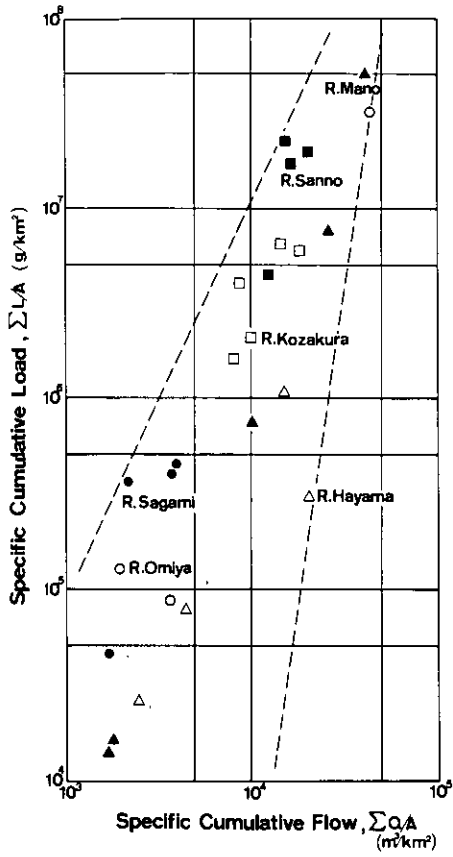 10⁸
R.Mano
R.Sanno
10⁷
R.Kozakura
10⁶
R.Hayama
R.Sagami
R.Omiya
10⁵
10⁴
10³ 10⁴ 10⁵
Specific Cumulative Load, ΣL/A (g/km²)
Specific Cumulative Flow, ΣQ/A
(m³/km²)